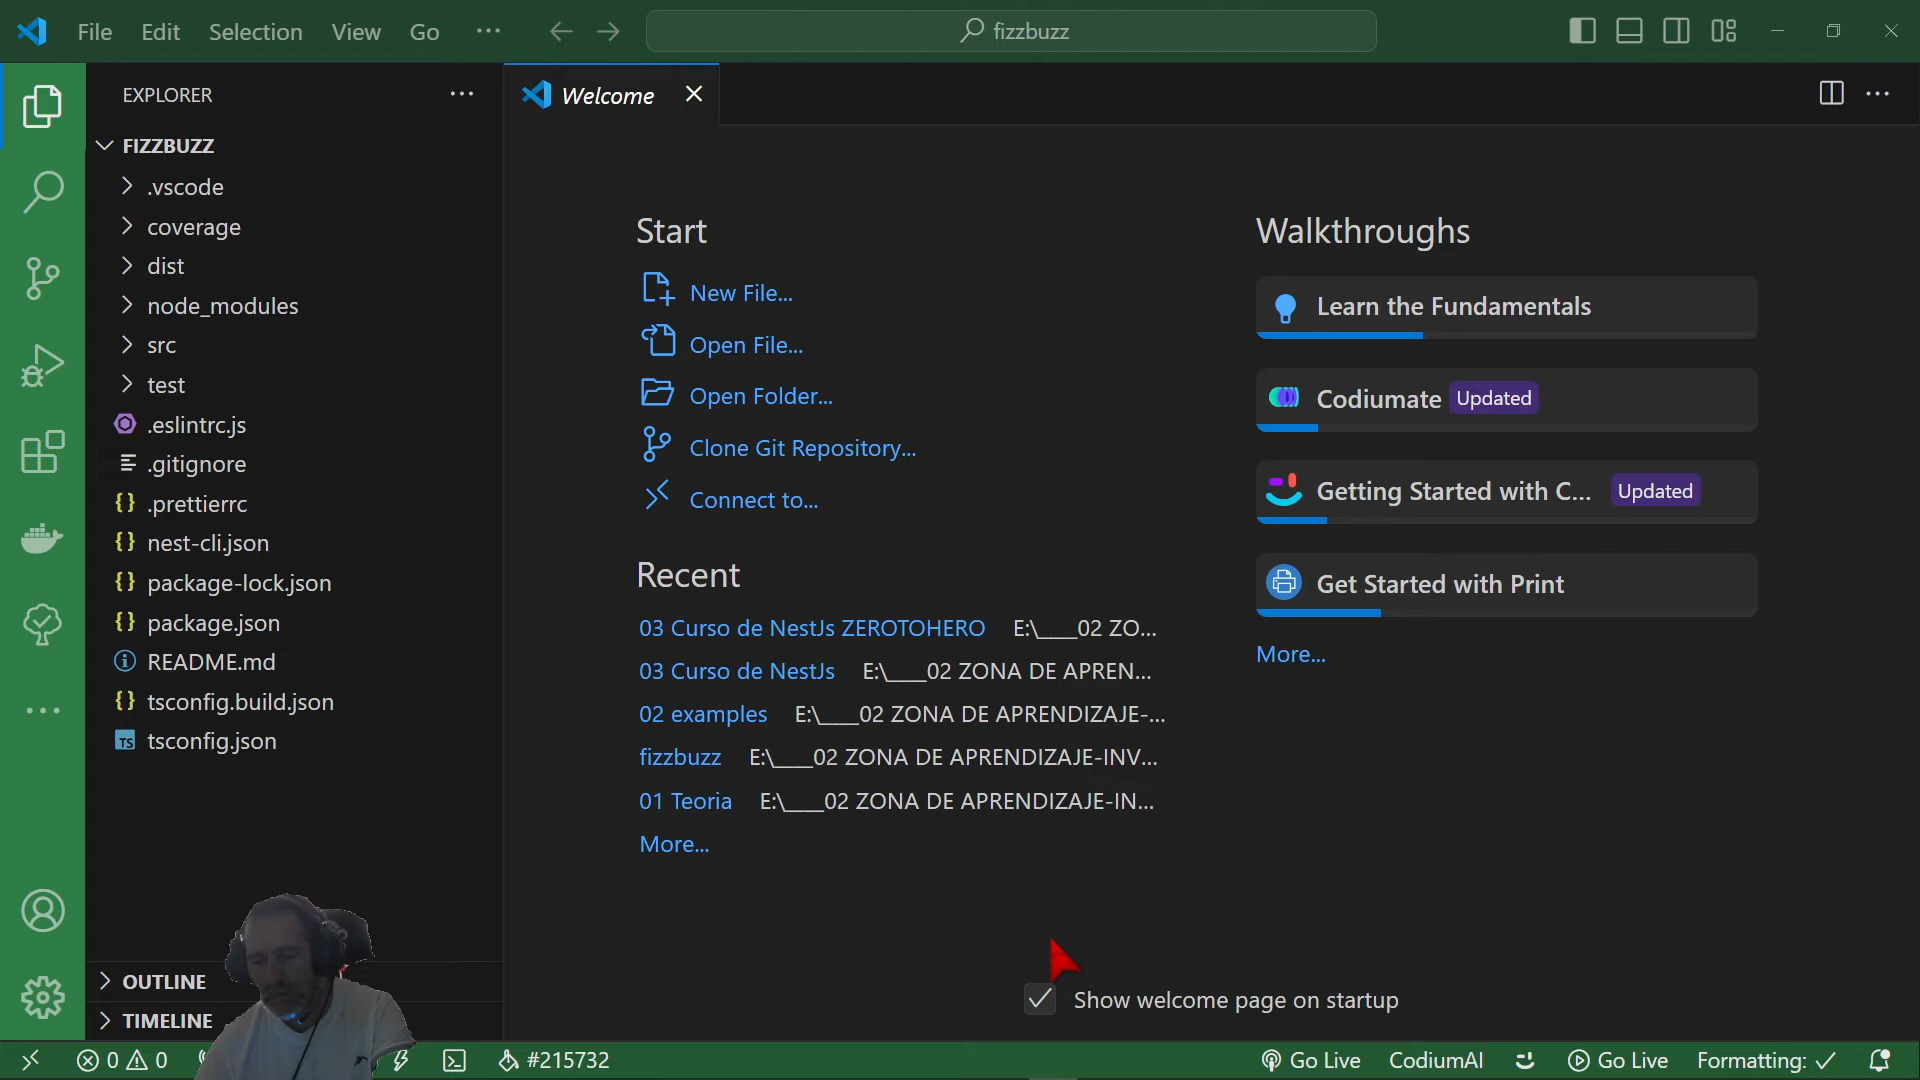 File Edit Selection View Go ...
fizzbuzz
EXPLORER
Welcome
FIZZBUZZ
.vscode
coverage
dist
node_modules
src
test
.eslintrc.js
.gitignore
.prettierrc
nest-cli.json
package-lock.json
package.json
README.md
tsconfig.build.json
tsconfig.json
OUTLINE
TIMELINE
Start
New File...
Open File...
Open Folder...
Clone Git Repository...
Connect to...
Recent
03 Curso de NestJs ZEROTOHERO E:\____02 ZO...
03 Curso de NestJs E:\____02 ZONA DE APREN...
02 examples E:\____02 ZONA DE APRENDIZAJE-...
fizzbuzz E:\____02 ZONA DE APRENDIZAJE-INV...
01 Teoria E:\____02 ZONA DE APRENDIZAJE-IN...
More...
Walkthroughs
Learn the Fundamentals
Codiumate Updated
Getting Started with C... Updated
Get Started with Print
More...
Show welcome page on startup
0 0 #215732 Go Live CodiumAI Go Live Formatting: